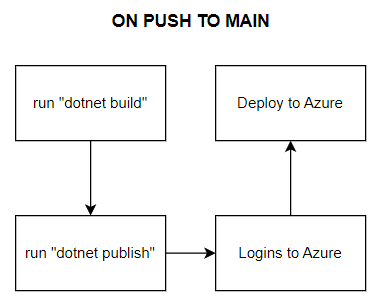 ON PUSH TO MAIN
run "dotnet build"
Deploy to Azure
run "dotnet publish"
Logins to Azure